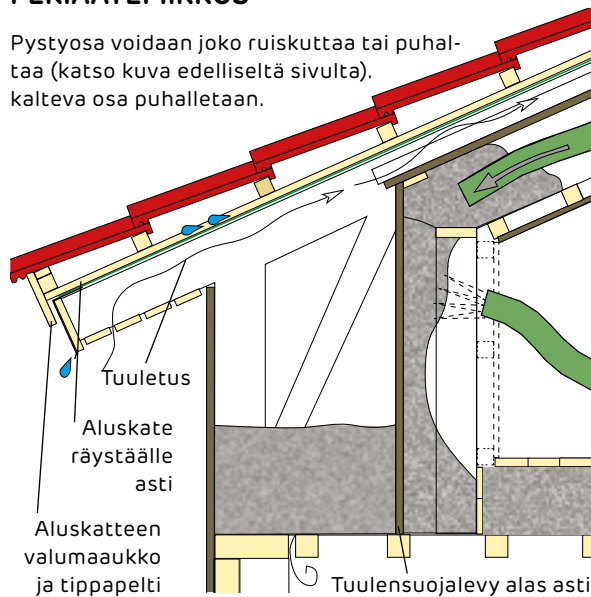 PERIAATEPIIRROS
Pystyosa voidaan joko ruiskuttaa tai puhal-
taa (katso kuva edelliseltä sivulta).
kalteva osa puhalletaan.
Tuuletus
Aluskate
räystäälle
asti
Aluskatteen
valumaaukko
ja tippapelti
Tuulensuojalevy alas asti